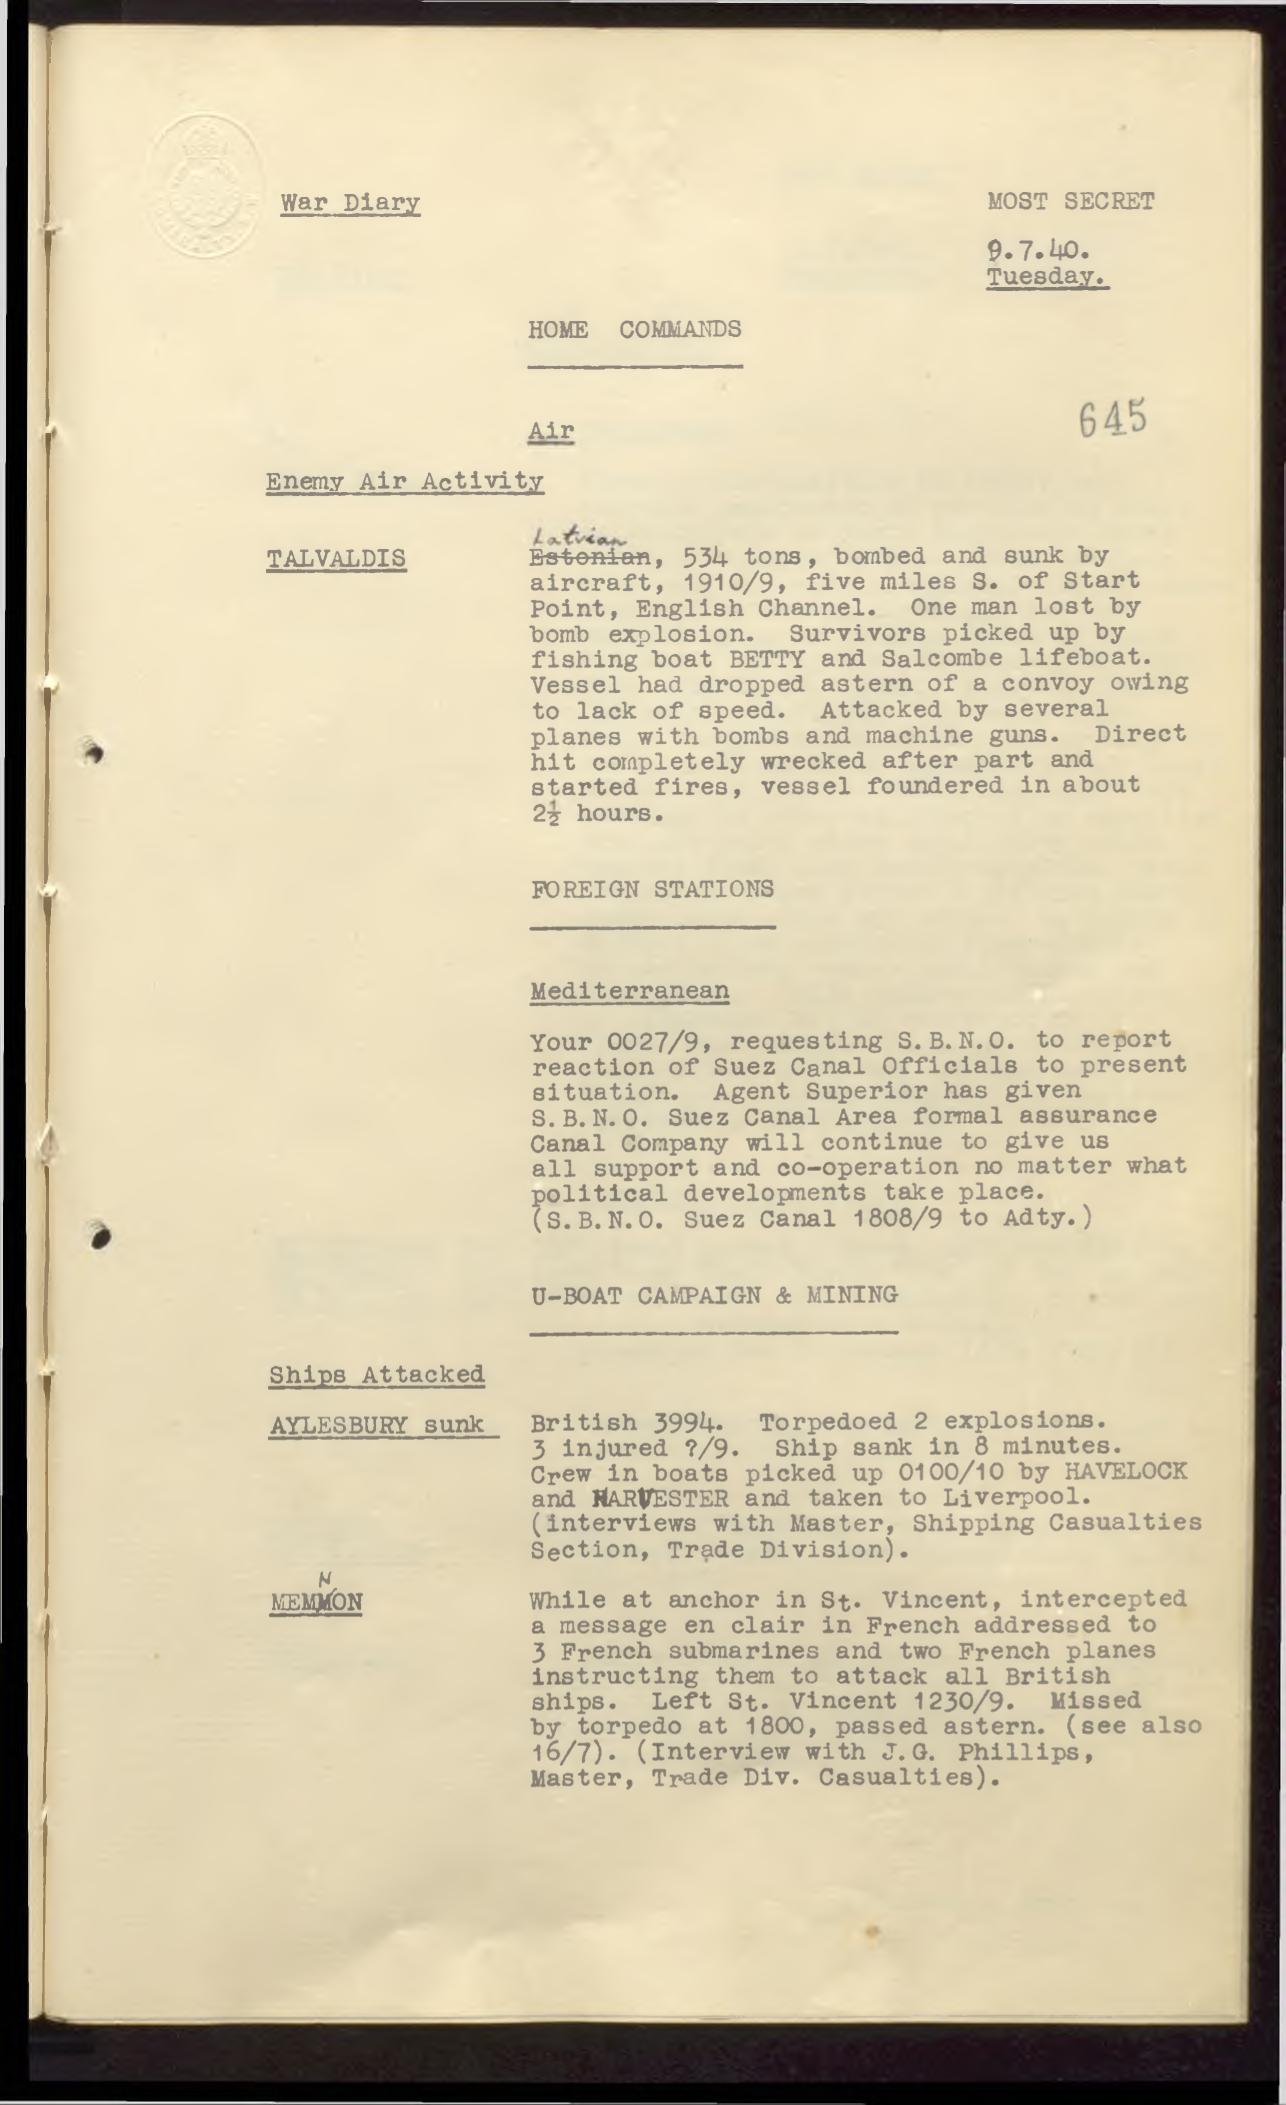 War Diary
MOST SECRET
9.7.40.
Tuesday.
HOME COMMANDS
645
Air
Enemy Air Activity
Latvian
TALVALDIS
Estonian, 534 tons, bombed and sunk by
aircraft, 1910/9, five miles S. of Start
Point, English Channel. One man lost by
bomb explosion. Survivors picked up by
fishing boat BETTY and Salcombe lifeboat.
Vessel had dropped astern of a convoy owing
to lack of speed. Attacked by several
planes with bombs and machine guns. Direct
hit completely wrecked after part and
started fires, vessel foundered in about
2½ hours.
FOREIGN STATIONS
Mediterranean
Your 0027/9, requesting S.B.N.O. to report
reaction of Suez Canal Officials to present
situation. Agent Superior has given
S.B.N.O. Suez Canal Area formal assurance
Canal Company will continue to give us
all support and co-operation no matter what
political developments take place.
(S.B.N.O. Suez Canal 1808/9 to Adty.)
U-BOAT CAMPAIGN & MINING
Ships Attacked
AYLESBURY sunk
British 3994. Torpedoed 2 explosions.
3 injured ?/9. Ship sank in 8 minutes.
Crew in boats picked up 0100/10 by HAVELOCK
and HARVESTER and taken to Liverpool.
(interviews with Master, Shipping Casualties
Section, Trade Division).
N
MEMMON
While at anchor in St. Vincent, intercepted
a message en clair in French addressed to
3 French submarines and two French planes
instructing them to attack all British
ships. Left St. Vincent 1230/9. Missed
by torpedo at 1800, passed astern. (see also
16/7). (Interview with J.G. Phillips,
Master, Trade Div. Casualties).